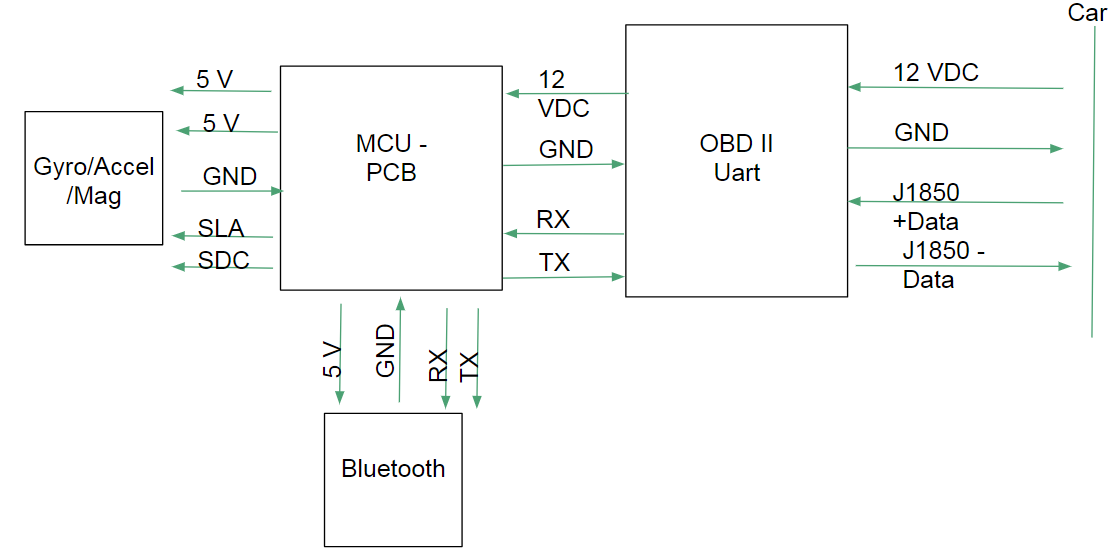 Car
5 V
12
VDC
12 VDC
5 V
MCU -
PCB
GND
OBD II
Uart
GND
Gyro/Accel
/Mag
GND
J1850
+Data
SLA
RX
J1850 -
Data
SDC
TX
5 V
GND
RX
TX
Bluetooth